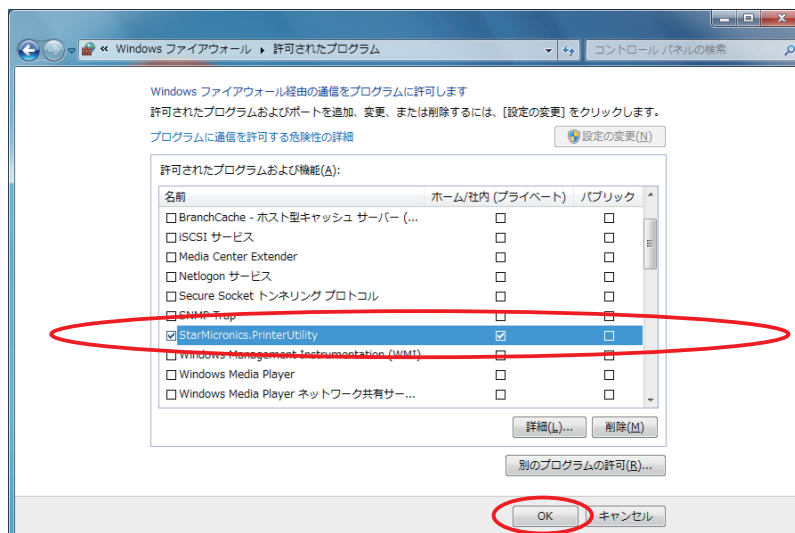 « Windows ファイアウォール ▸ 許可されたプログラム
コントロール パネルの検索
Windows ファイアウォール経由の通信をプログラムに許可します
許可されたプログラムおよびポートを追加、変更、または削除するには、[設定の変更] をクリックします。
プログラムに通信を許可する危険性の詳細
設定の変更(N)
許可されたプログラムおよび機能(A):
名前 ホーム/社内 (プライベート) パブリック
BranchCache - ホスト型キャッシュ サーバー (...
iSCSI サービス
Media Center Extender
Netlogon サービス
Secure Socket トンネリング プロトコル
SNMP Trap
StarMicronics.PrinterUtility
Windows Management Instrumentation (WMI)
Windows Media Player
Windows Media Player ネットワーク共有サー...
詳細(L)... 削除(M)
別のプログラムの許可(R)...
OK キャンセル